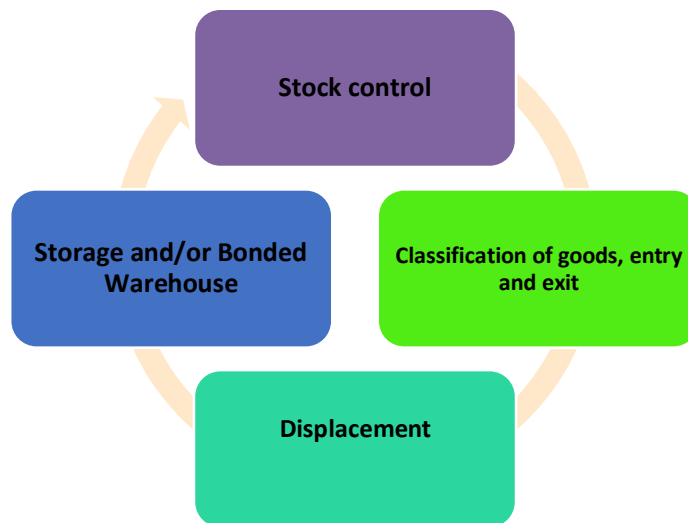 Stock control
Classification of goods, entry
and exit
Displacement
Storage and/or Bonded
Warehouse